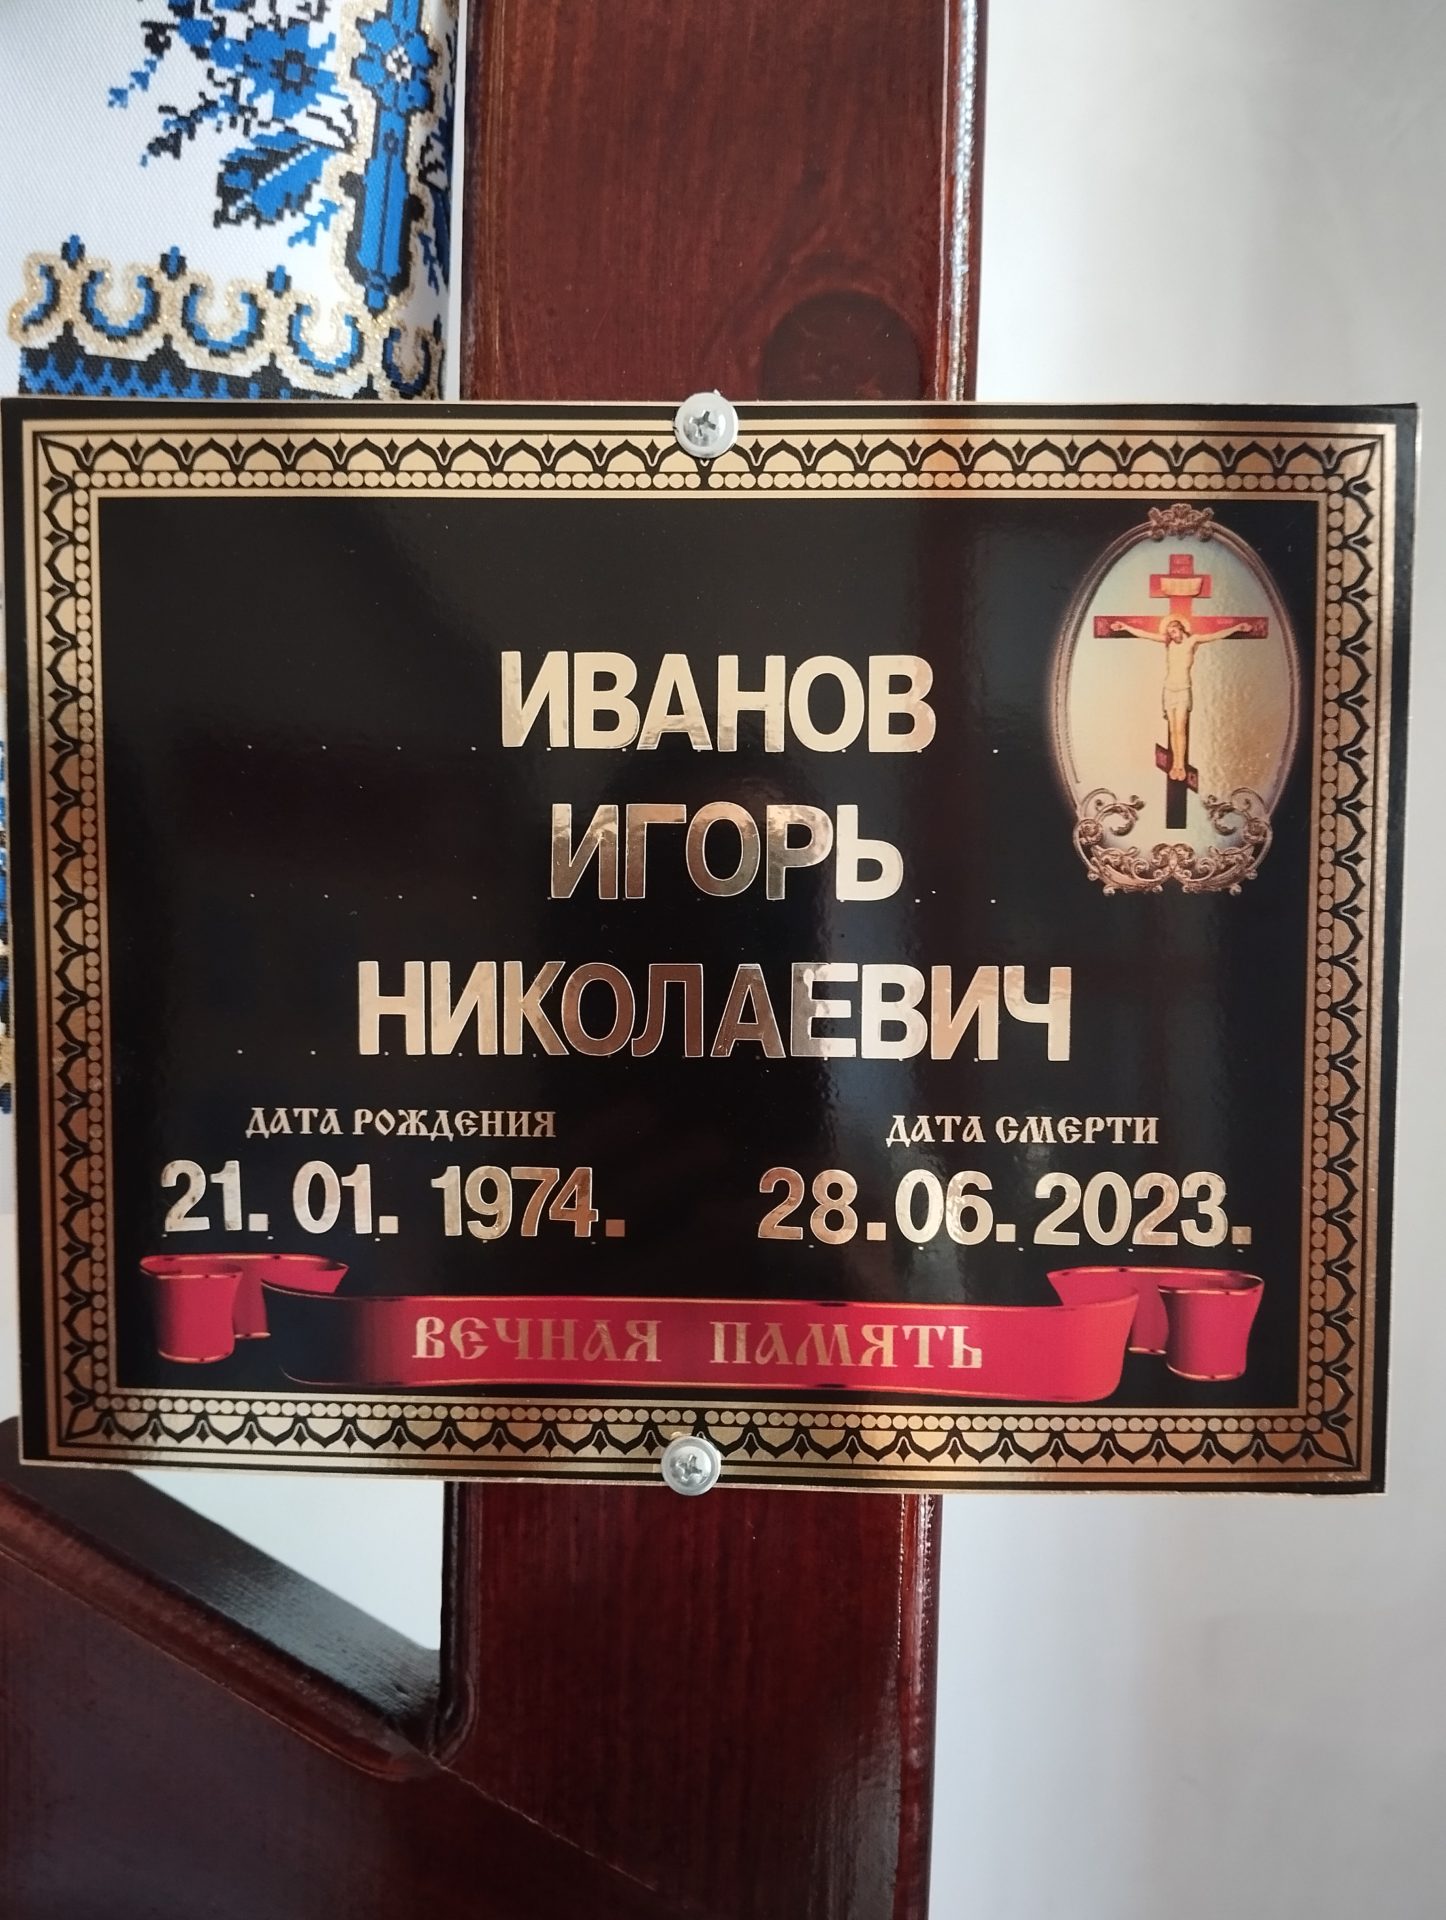 ИВАНОВ
ИГОРЬ
НИКОЛАЕВИЧ
ДАТА РОЖДЕНИЯ ДАТА СМЕРТИ
21. 01. 1974. 28.06.2023.
ВЕЧНАЯ ПАМЯТЬ